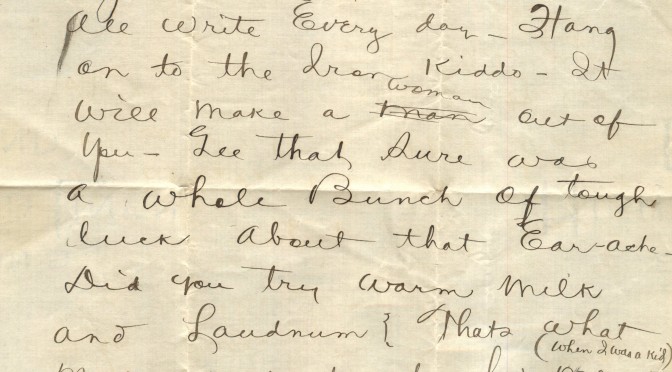 All write Every day - Hang
on to the Iron Kiddo - It
woman
will make a man out of
you - Gee that sure was
a whole Bunch of tough
luck about that Ear-ache -
Did you try warm Milk
and Laudnum { Thats what
(when I was a Kid)